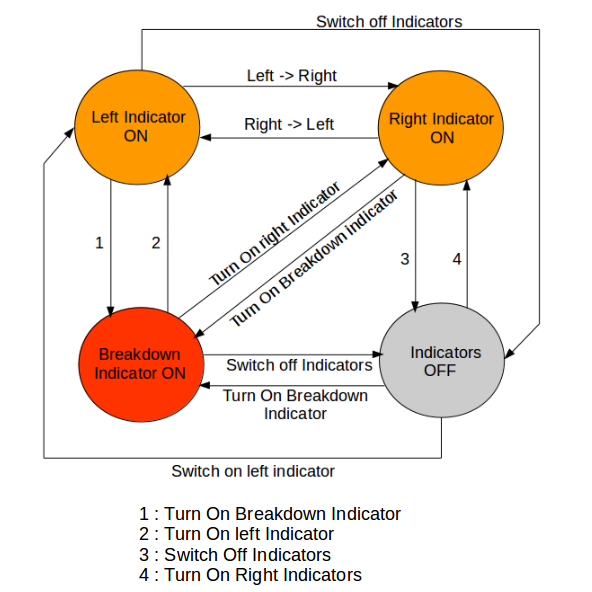 Switch off Indicators
Left -> Right
Left Indicator
ON
Right -> Left
Right Indicator
ON
Turn On right Indicator
Turn On Breakdown indicator
1
2
3
4
Breakdown
Indicator ON
Switch off Indicators
Turn On Breakdown
Indicator
Indicators
OFF
Switch on left indicator
1 : Turn On Breakdown Indicator
2 : Turn On left Indicator
3 : Switch Off Indicators
4 : Turn On Right Indicators